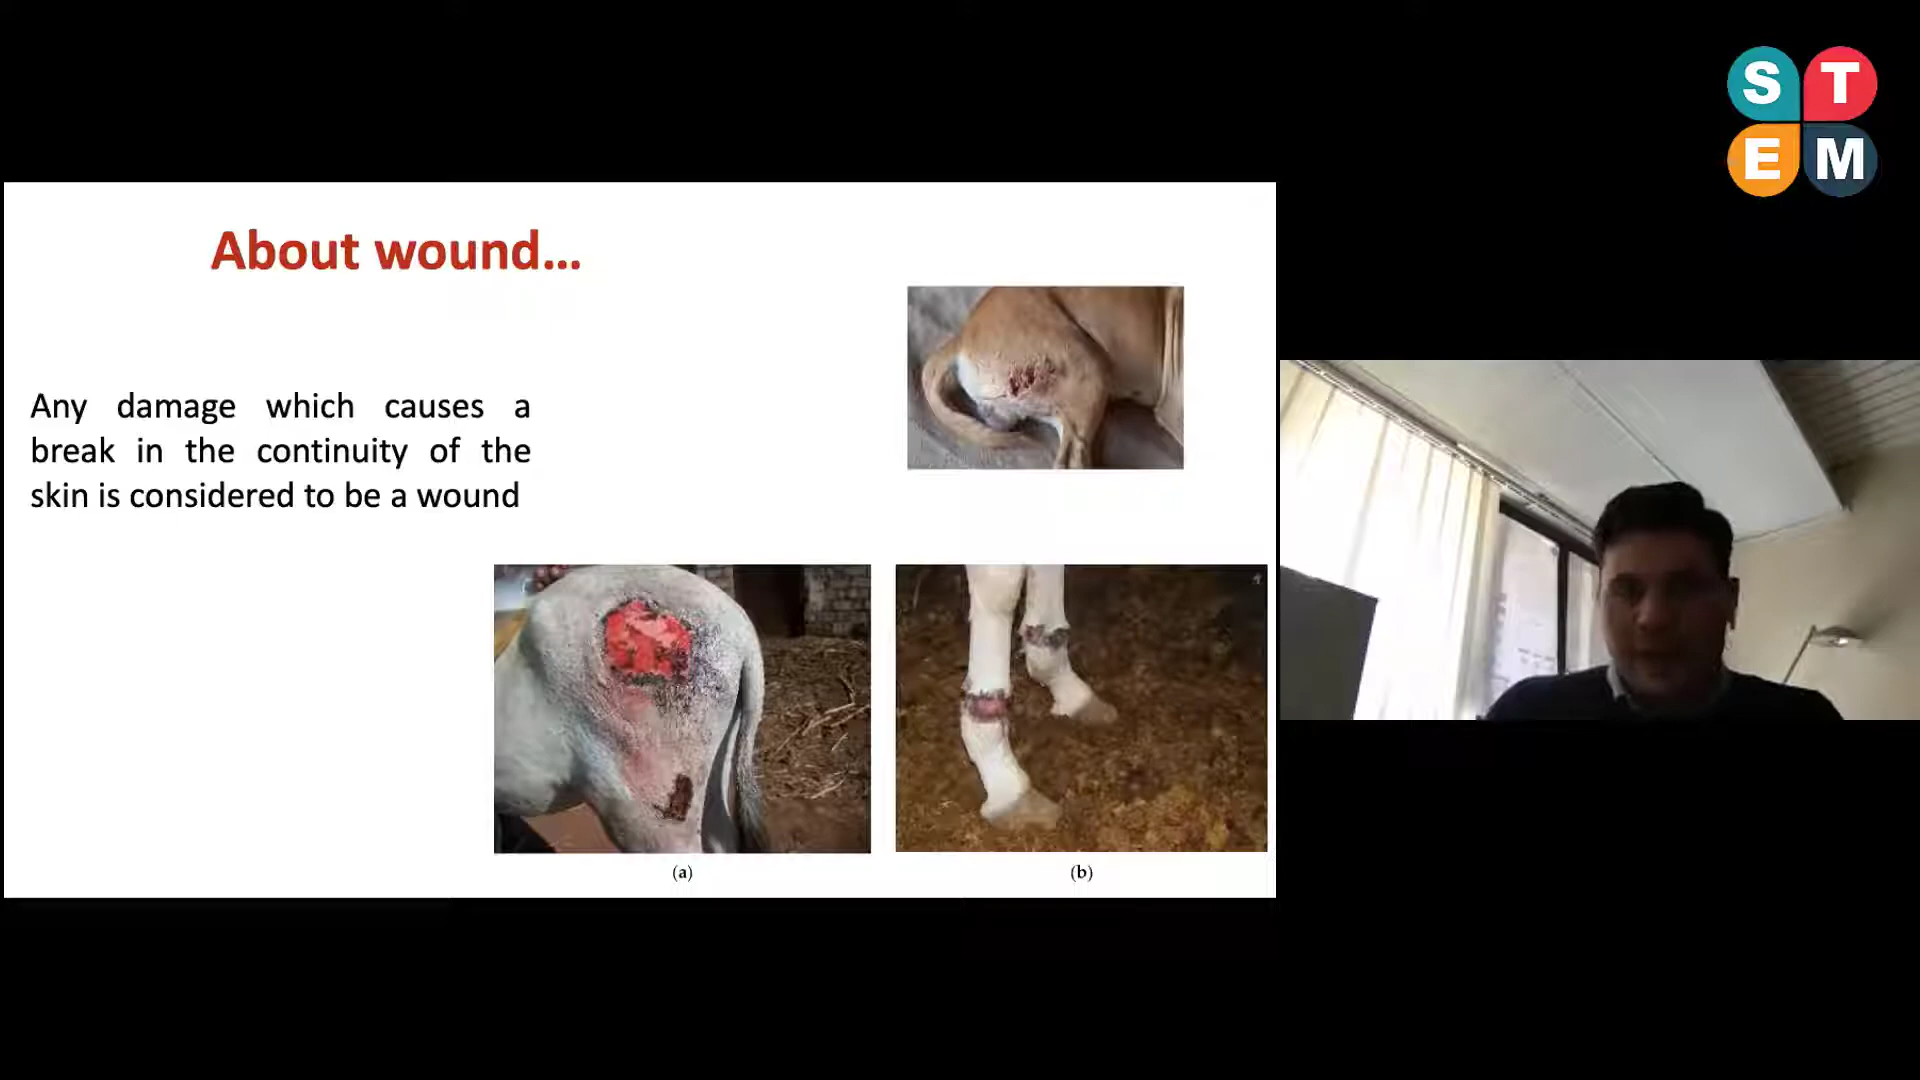 S T
E M
About wound...
Any damage which causes a
break in the continuity of the
skin is considered to be a wound
(a)
(b)